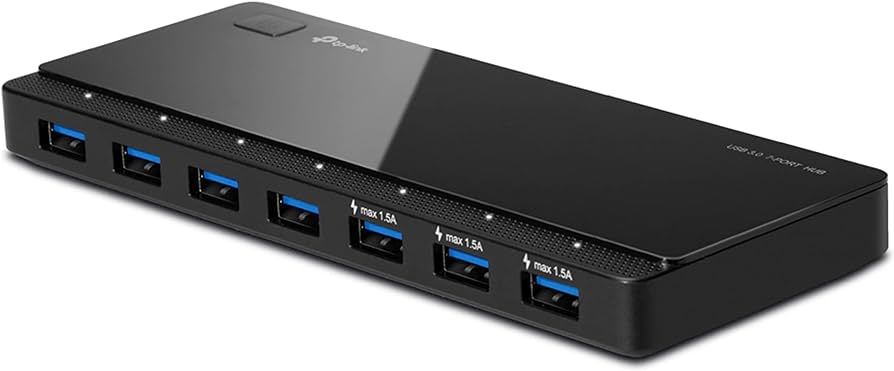 tp-link
USB 3.0 7-PORT HUB
max 1.5A
max 1.5A
max 1.5A